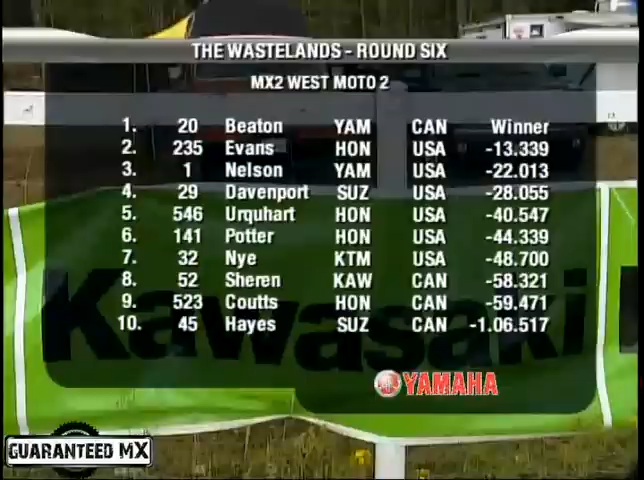 THE WASTELANDS - ROUND SIX
MX2 WEST MOTO 2
1. 20 Beaton YAM CAN Winner
2. 235 Evans HON USA -13.339
3. 1 Nelson YAM USA -22.013
4. 29 Davenport SUZ USA -28.055
5. 546 Urquhart HON USA -40.547
6. 141 Potter HON USA -44.339
7. 32 Nye KTM USA -48.700
8. 52 Sheren KAW CAN -58.321
9. 523 Coutts HON CAN -59.471
10. 45 Hayes SUZ CAN -1.06.517
Kawasaki
YAMAHA
GUARANTEED MX